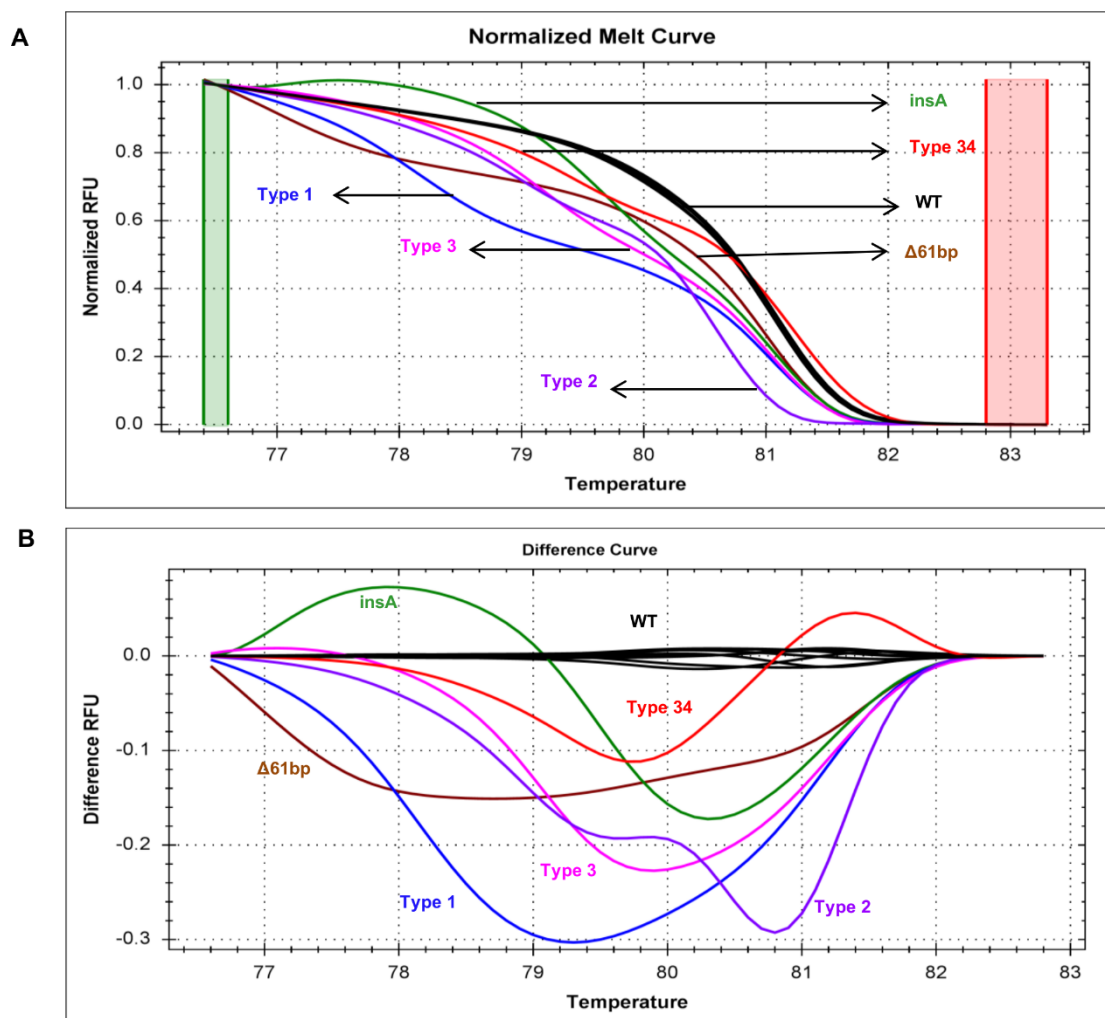 A
Normalized Melt Curve
Normalized RFU
1.0
0.8
0.6
0.4
0.2
0.0
insA
Type 34
Type 1
WT
Type 3
Δ61bp
Type 2
77 78 79 80 81 82 83
Temperature
B
Difference Curve
Difference RFU
0.0
-0.1
-0.2
-0.3
insA
WT
Type 34
Δ61bp
Type 3
Type 1
Type 2
77 78 79 80 81 82 83
Temperature